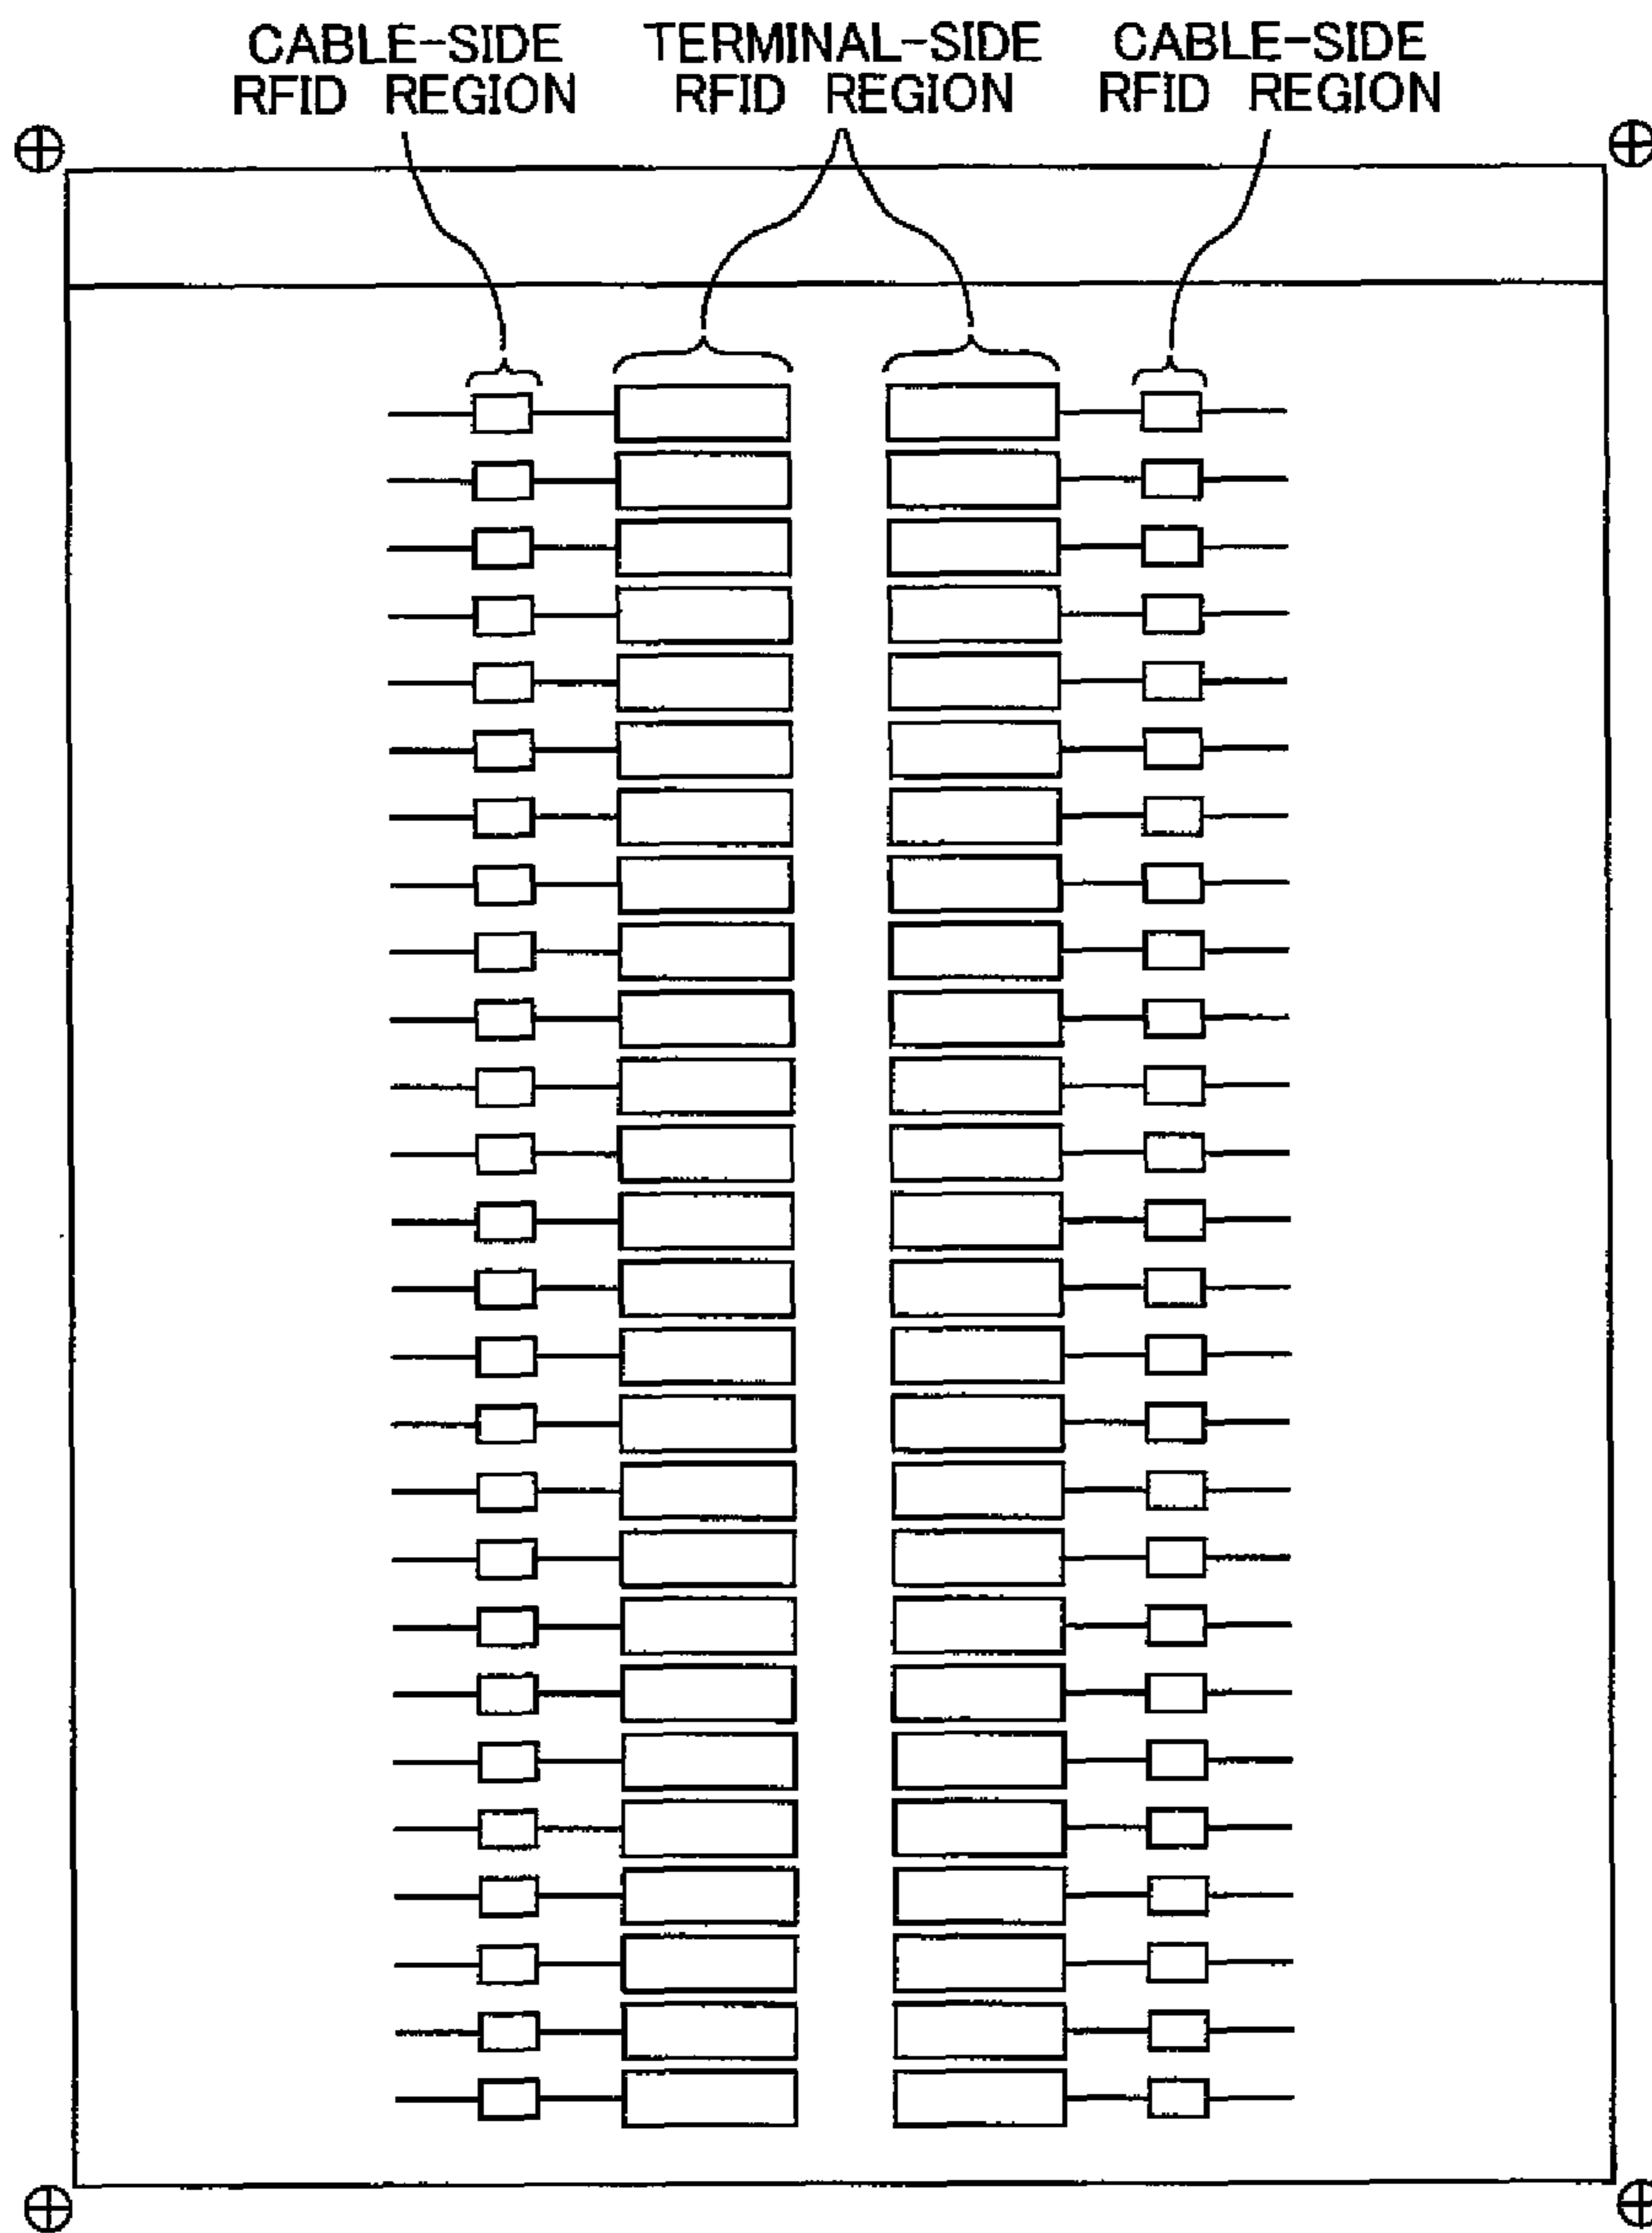 CABLE-SIDE
RFID REGION
TERMINAL-SIDE
RFID REGION
CABLE-SIDE
RFID REGION